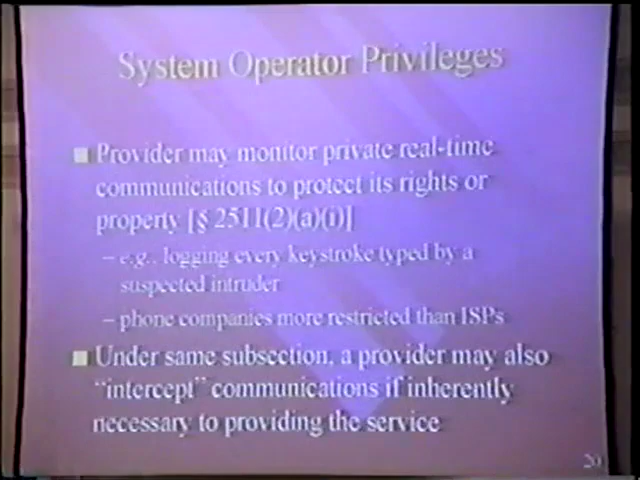 System Operator Privileges
■ Provider may monitor private real-time
communications to protect its rights or
property [§ 2511(2)(a)(i)]
– e.g., logging every keystroke typed by a
suspected intruder
– phone companies more restricted than ISPs
■ Under same subsection, a provider may also
"intercept" communications if inherently
necessary to providing the service
20